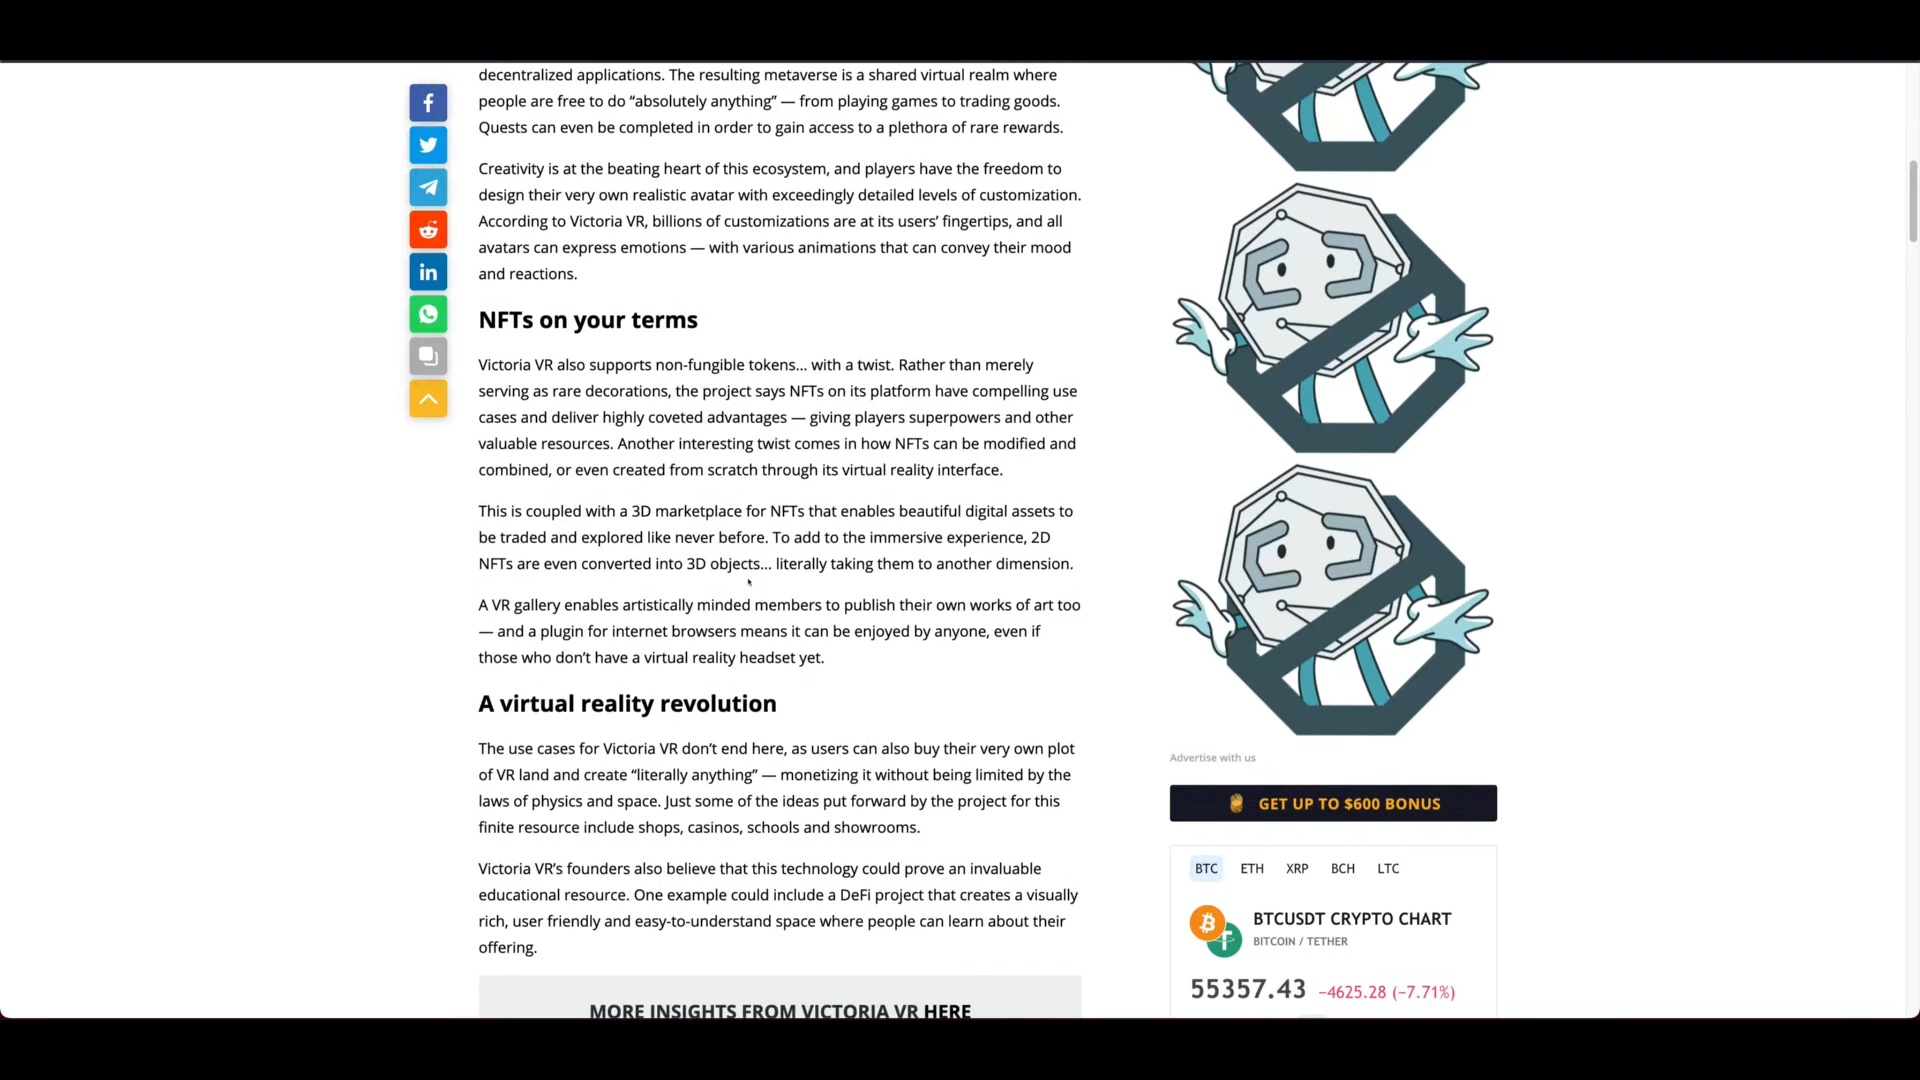 decentralized applications. The resulting metaverse is a shared virtual realm where
people are free to do “absolutely anything” — from playing games to trading goods.
Quests can even be completed in order to gain access to a plethora of rare rewards.
Creativity is at the beating heart of this ecosystem, and players have the freedom to
design their very own realistic avatar with exceedingly detailed levels of customization.
According to Victoria VR, billions of customizations are at its users’ fingertips, and all
avatars can express emotions — with various animations that can convey their mood
and reactions.
NFTs on your terms
Victoria VR also supports non-fungible tokens... with a twist. Rather than merely
serving as rare decorations, the project says NFTs on its platform have compelling use
cases and deliver highly coveted advantages — giving players superpowers and other
valuable resources. Another interesting twist comes in how NFTs can be modified and
combined, or even created from scratch through its virtual reality interface.
This is coupled with a 3D marketplace for NFTs that enables beautiful digital assets to
be traded and explored like never before. To add to the immersive experience, 2D
NFTs are even converted into 3D objects... literally taking them to another dimension.
A VR gallery enables artistically minded members to publish their own works of art too
— and a plugin for internet browsers means it can be enjoyed by anyone, even if
those who don’t have a virtual reality headset yet.
A virtual reality revolution
The use cases for Victoria VR don’t end here, as users can also buy their very own plot
of VR land and create “literally anything” — monetizing it without being limited by the
laws of physics and space. Just some of the ideas put forward by the project for this
finite resource include shops, casinos, schools and showrooms.
Victoria VR’s founders also believe that this technology could prove an invaluable
educational resource. One example could include a DeFi project that creates a visually
rich, user friendly and easy-to-understand space where people can learn about their
offering.
MORE INSIGHTS FROM VICTORIA VR HERE
Advertise with us
GET UP TO $600 BONUS
BTC ETH XRP BCH LTC
BTCUSDT CRYPTO CHART
BITCOIN / TETHER
55357.43 −4625.28 (−7.71%)